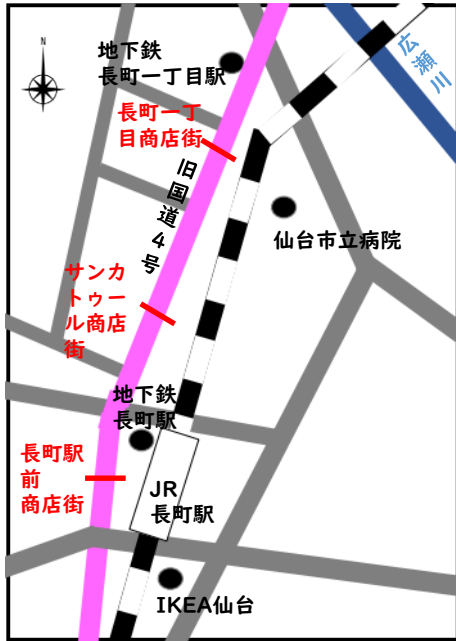 N
地下鉄
長町一丁目駅
広瀬川
長町一丁
目商店街
旧国道4号
仙台市立病院
サンカ
トゥー
ル商店
街
地下鉄
長町駅
長町駅
前
商店街
JR
長町駅
IKEA仙台